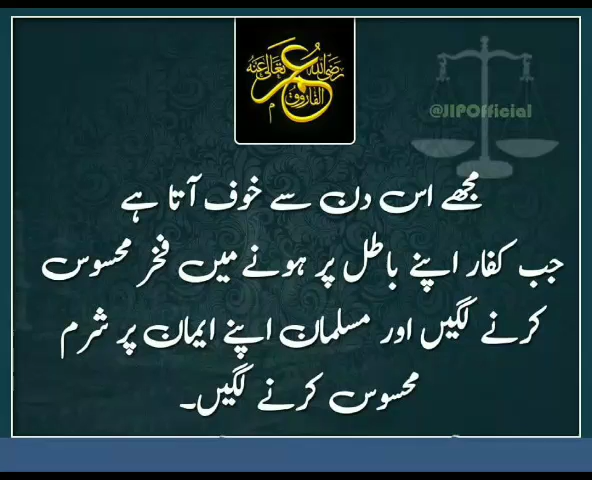 عمر الفاروق رضی اللہ تعالیٰ عنہ
@JIPOfficial
مجھے اس دن سے خوف آتا ہے
جب کفار اپنے باطل پر ہونے میں فخر محسوس
کرنے لگیں اور مسلمان اپنے ایمان پر شرم
محسوس کرنے لگیں۔